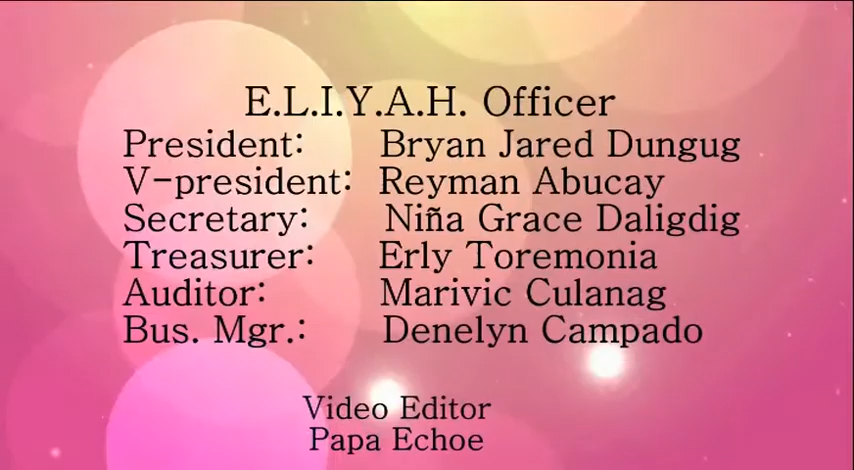 E.L.I.Y.A.H. Officer
President: Bryan Jared Dungug
V-president: Reyman Abucay
Secretary: Niña Grace Daligdig
Treasurer: Erly Toremonia
Auditor: Marivic Culanag
Bus. Mgr.: Denelyn Campado
Video Editor
Papa Echoe